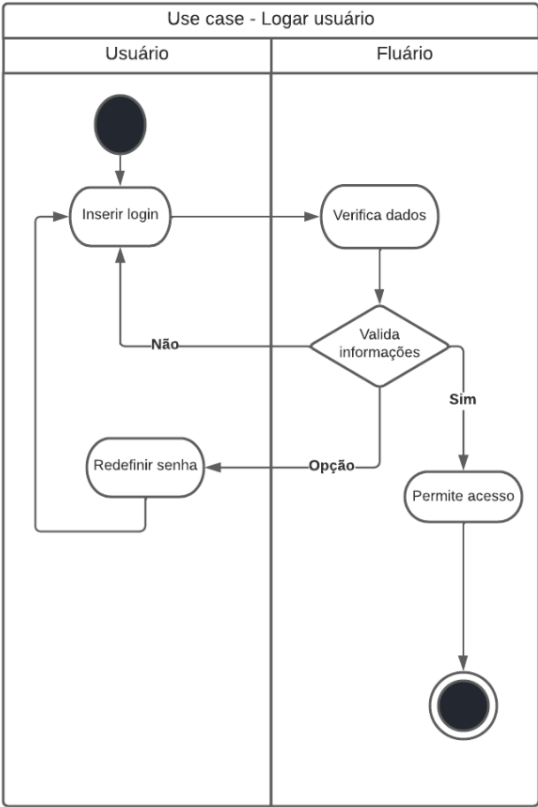 Use case - Logar usuário
Usuário
Fluário
Inserir login
Verifica dados
Valida
informações
Não
Sim
Redefinir senha
Opção
Permite acesso